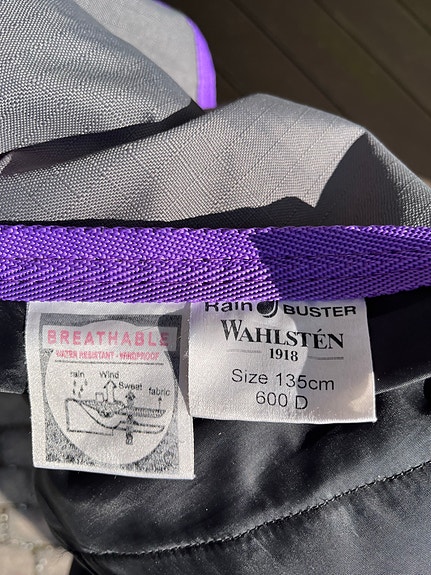 BREATHABLE
WATER RESISTANT - WINDPROOF
rain Wind
Sweat fabric
Rain BUSTER
WAHLSTÉN
1918
Size 135cm
600 D